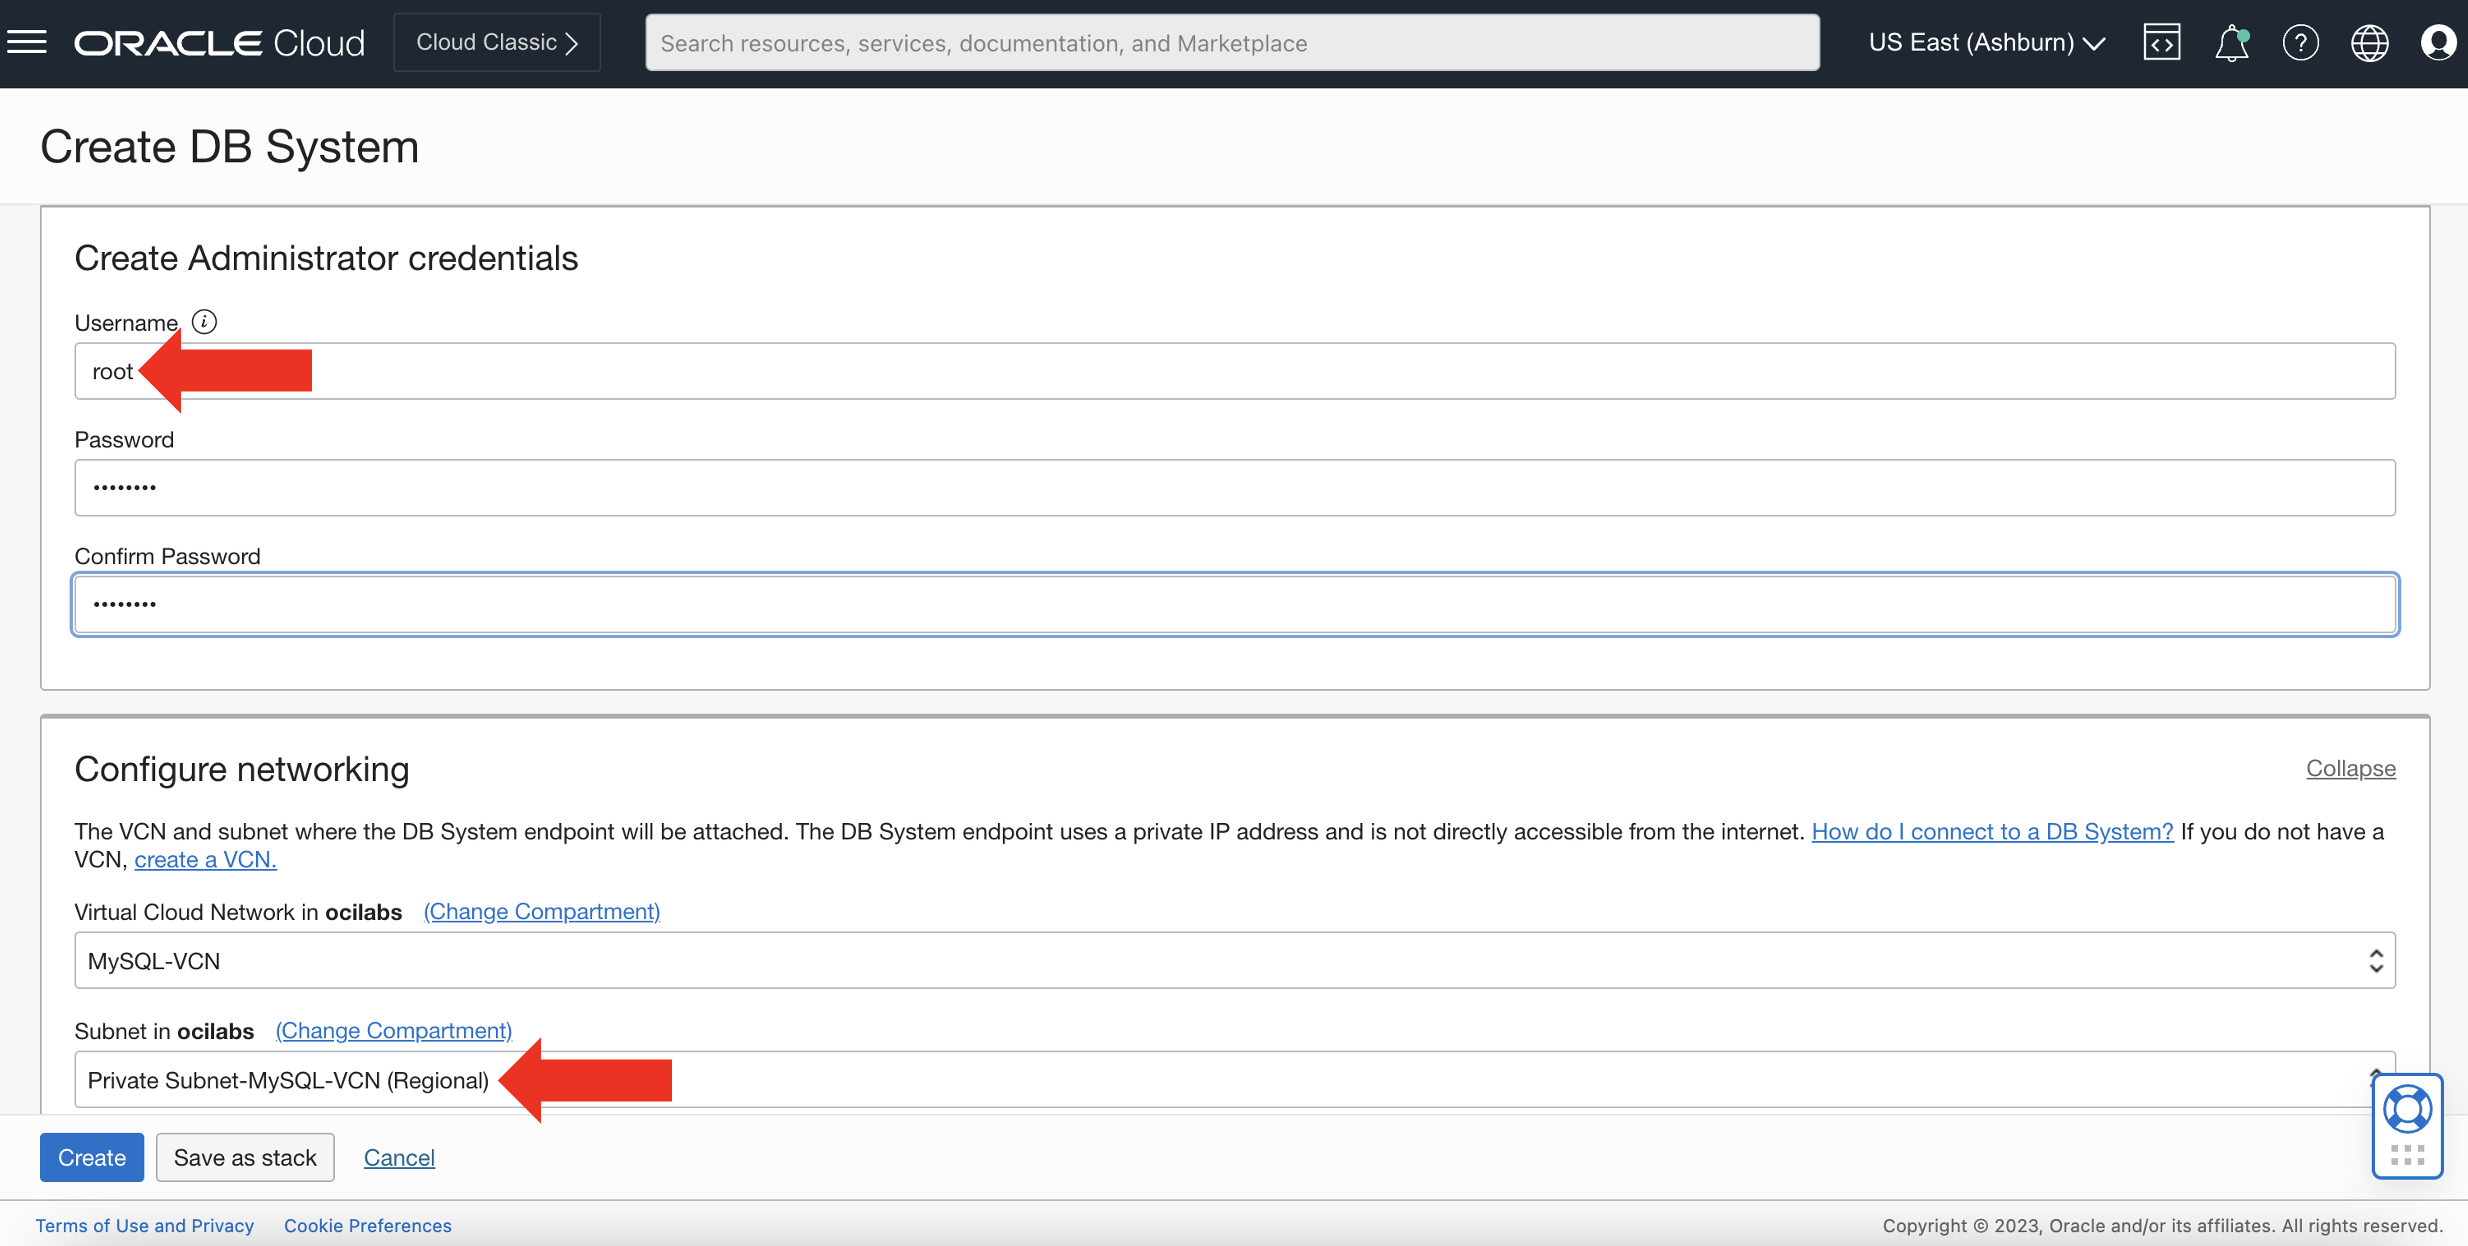 ORACLE Cloud
Cloud Classic
Search resources, services, documentation, and Marketplace
US East (Ashburn)
Create DB System
Create Administrator credentials
Username
root
Password
••••••••
Confirm Password
••••••••
Configure networking
Collapse
The VCN and subnet where the DB System endpoint will be attached. The DB System endpoint uses a private IP address and is not directly accessible from the internet. How do I connect to a DB System? If you do not have a
VCN, create a VCN.
Virtual Cloud Network in ocilabs (Change Compartment)
MySQL-VCN
Subnet in ocilabs (Change Compartment)
Private Subnet-MySQL-VCN (Regional)
Create
Save as stack
Cancel
Terms of Use and Privacy
Cookie Preferences
Copyright © 2023, Oracle and/or its affiliates. All rights reserved.